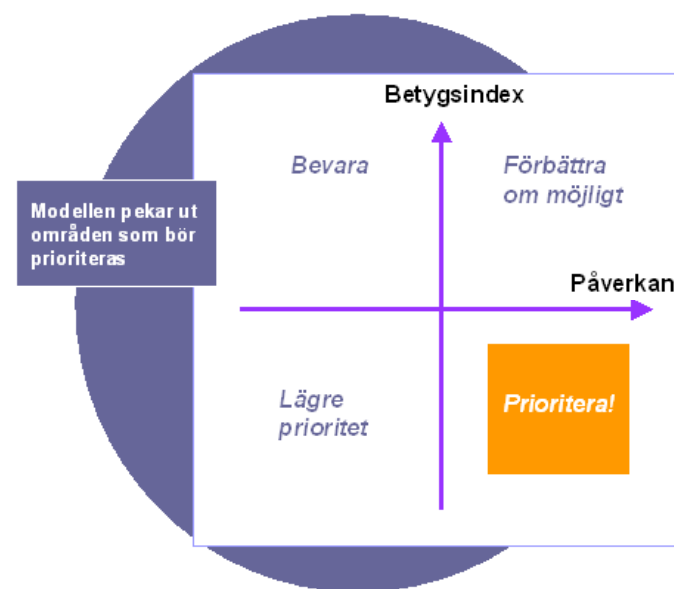 Betygsindex
Bevara
Förbättra
om möjligt
Modellen pekar ut
områden som bör
prioriteras
Påverkan
Lägre
prioritet
Prioritera!